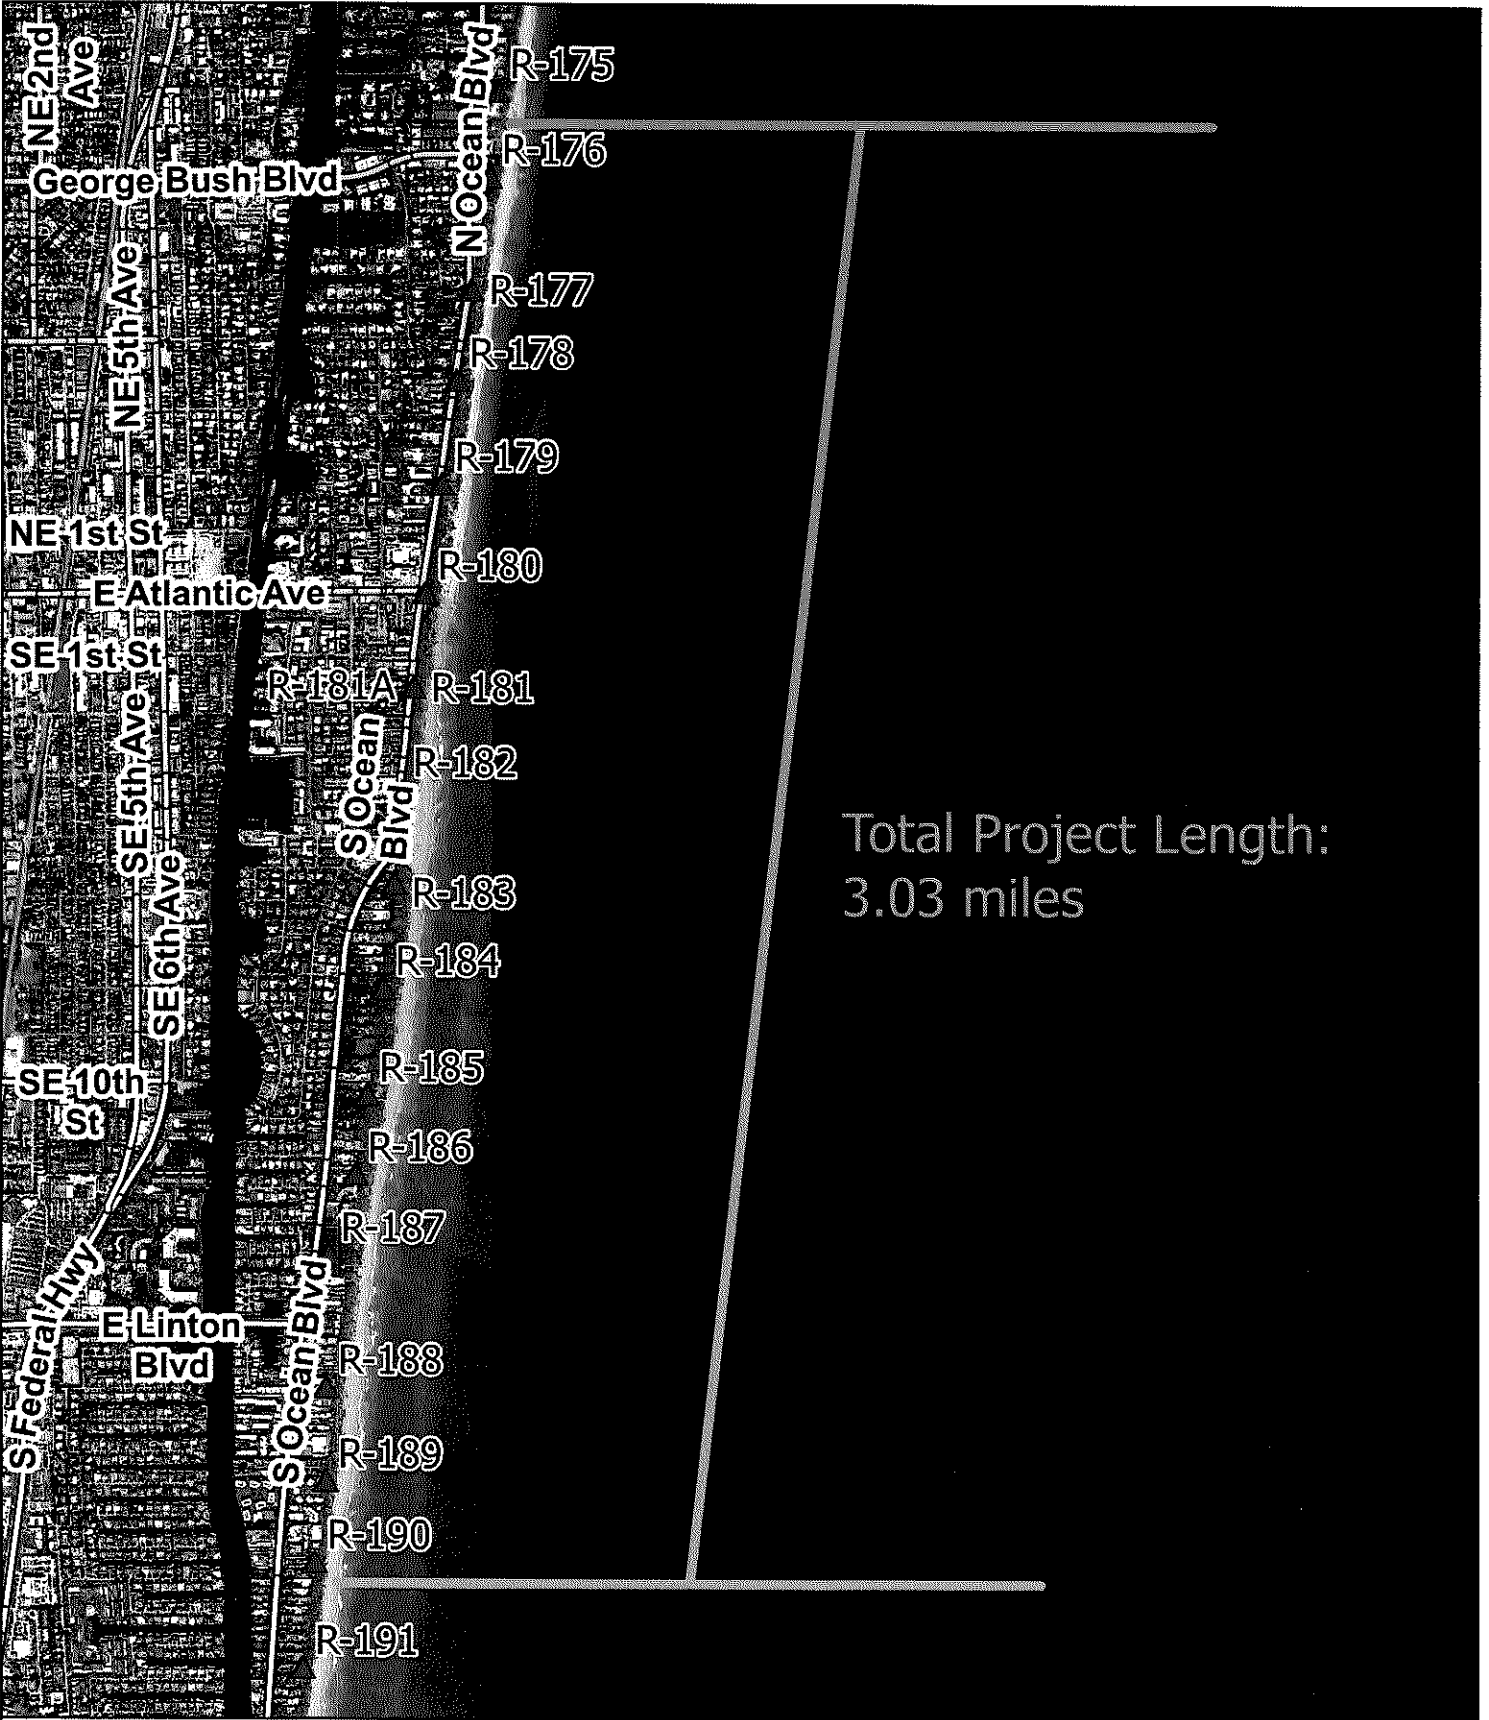 NE 2nd
Ave
N Ocean Blvd
R-175
R-176
George Bush Blvd
R-177
NE 5th Ave
R-178
R-179
NE 1st St
R-180
E Atlantic Ave
SE 1st St
R-181A
R-181
SE 5th Ave
S Ocean
Blvd
R-182
Total Project Length:
3.03 miles
R-183
SE 6th Ave
R-184
R-185
SE 10th
St
R-186
R-187
S Federal Hwy
E Linton
Blvd
S Ocean Blvd
R-188
R-189
R-190
R-191